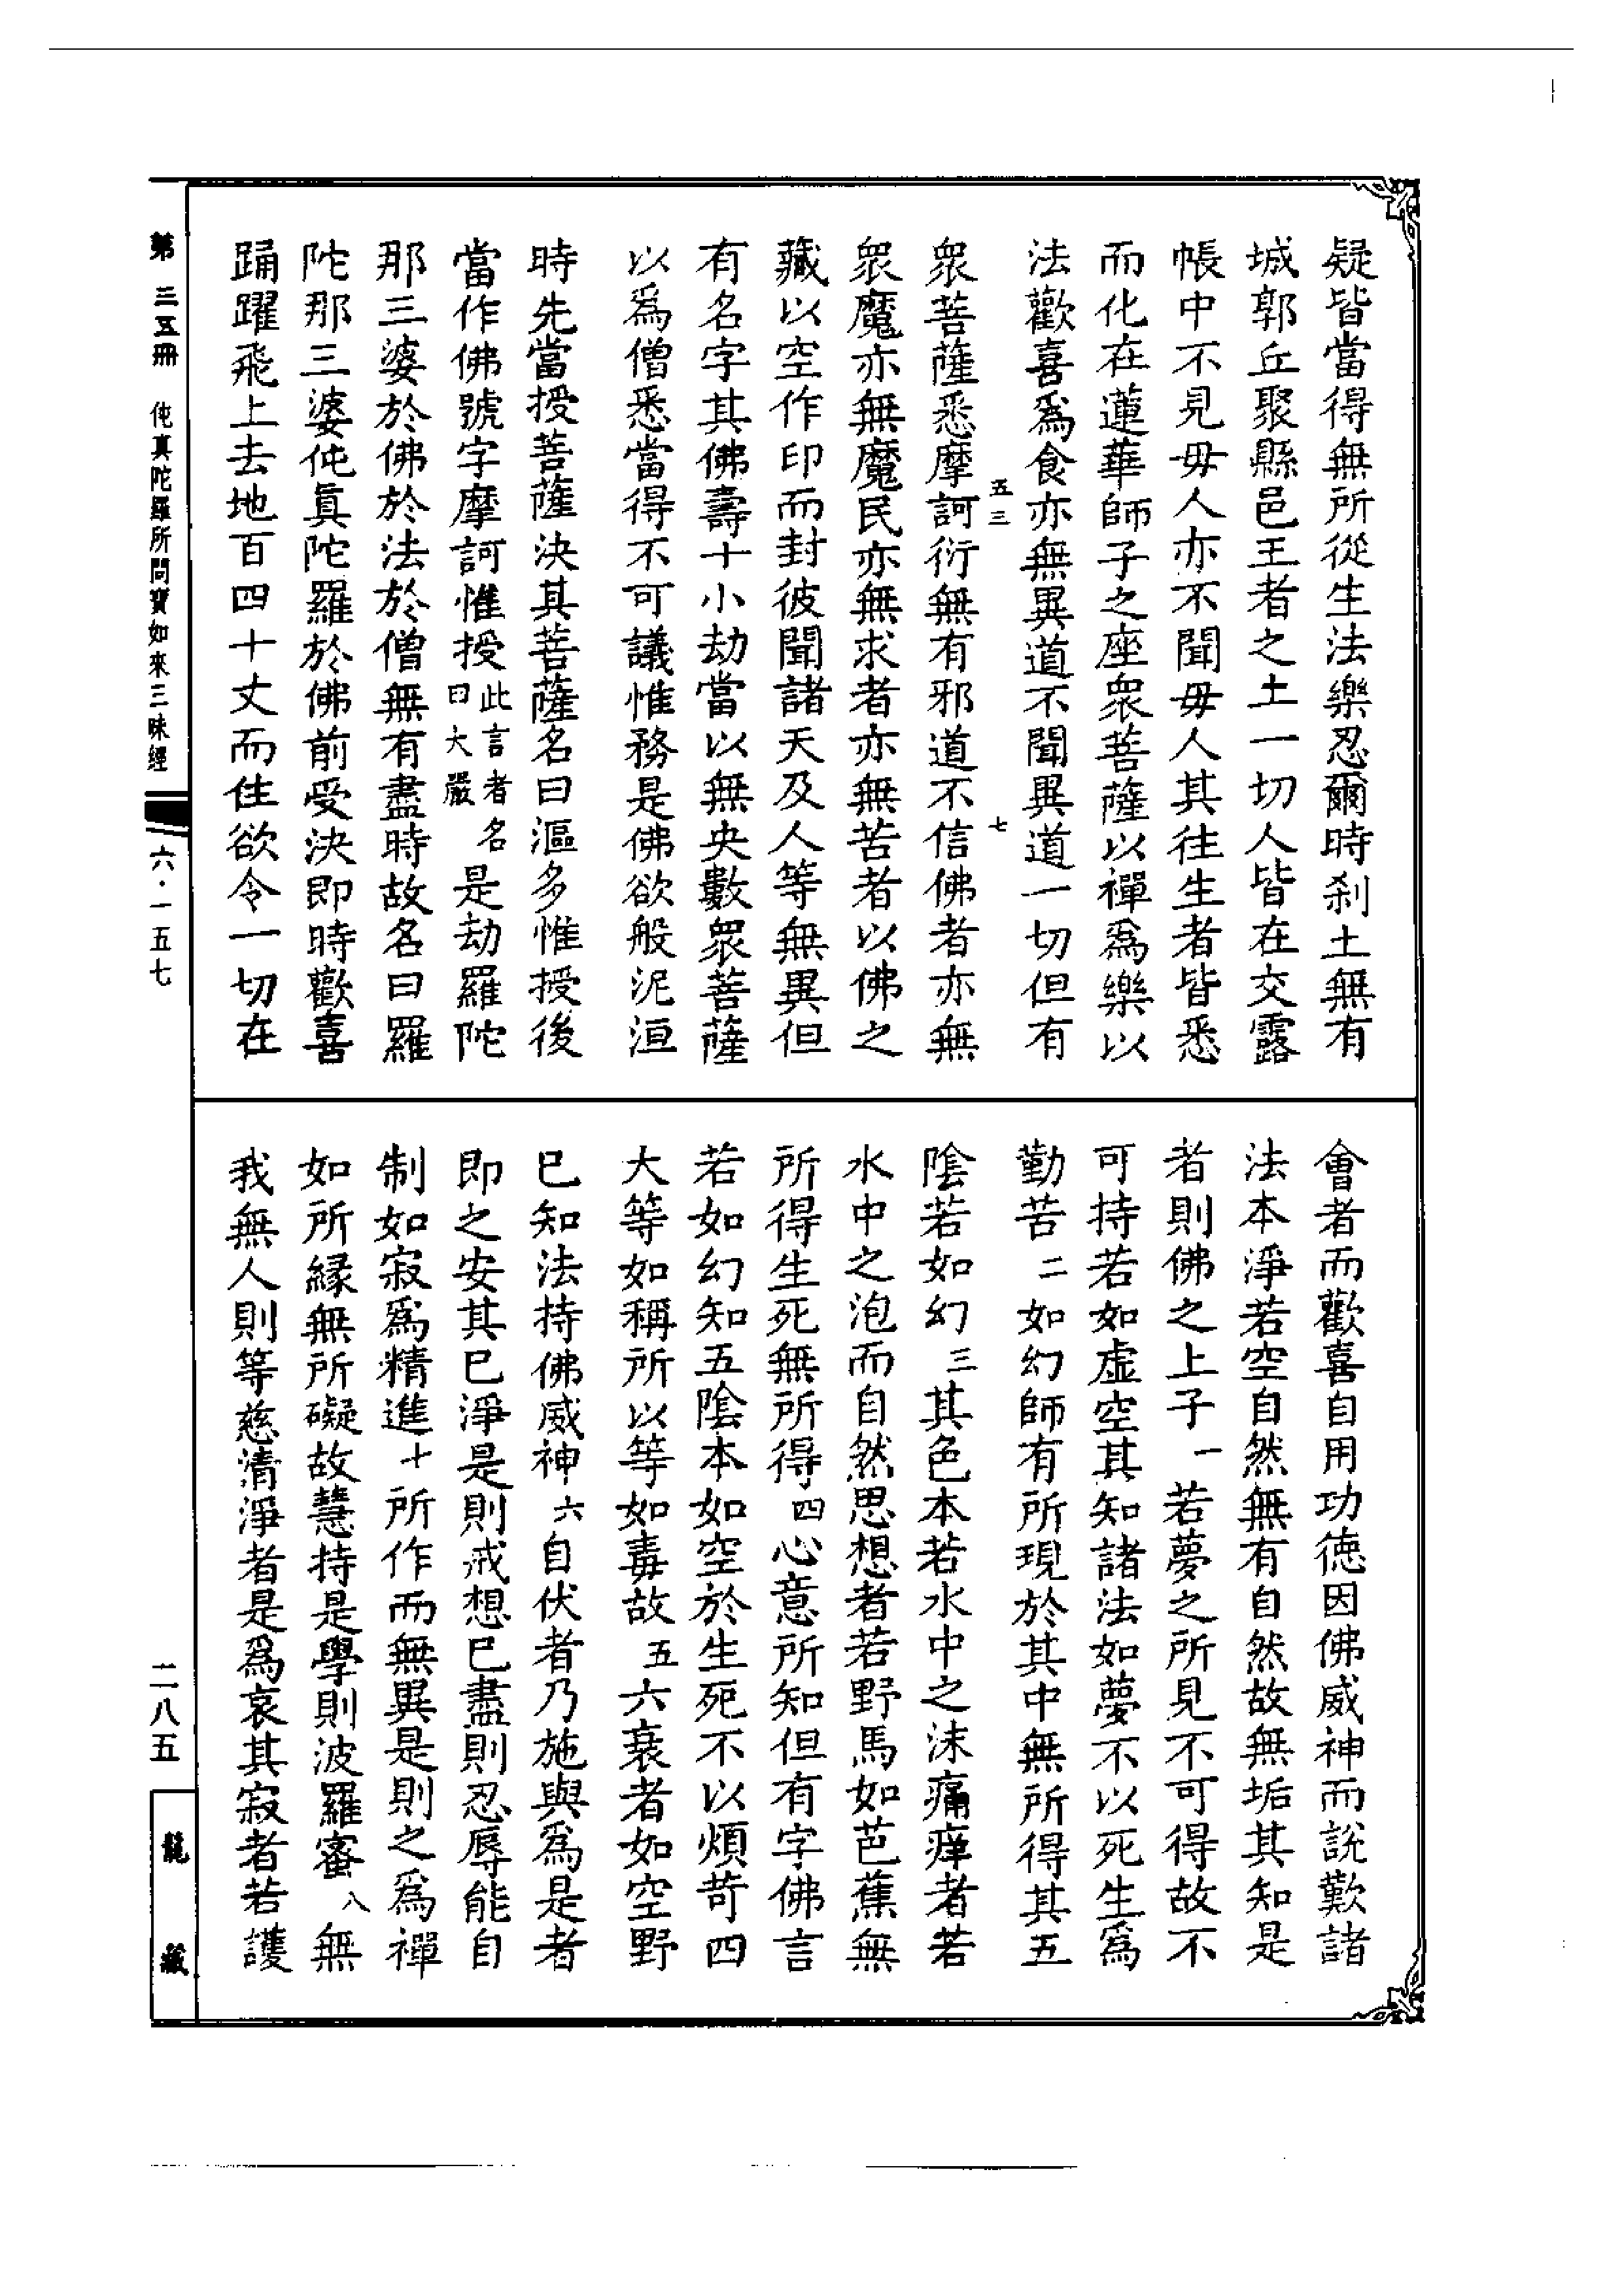 疑皆當得無所從生法樂忍爾時刹土無有
城郭丘聚縣邑王者之土一切人皆在交露
帳中不見毋人亦不聞毋人其往生者皆悉
而化在蓮華師子之座衆菩薩以禪爲樂以
法歡喜爲食亦無異道不聞異道一切但有
五三 七
衆菩薩悉摩訶衍無有邪道不信佛者亦無
衆魔亦無魔民亦無求者亦無苦者以佛之
藏以空作印而封彼聞諸天及人等無異但
有名字其佛壽十小劫當以無央數衆菩薩
以爲僧悉當得不可議惟務是佛欲般泥洹
時先當授菩薩決其菩薩名曰漚多惟授後
當作佛號字摩訶惟授此言者名曰大嚴是劫羅陀
那三婆於佛於法於僧無有盡時故名曰羅
陀那三婆伅眞陀羅於佛前受決即時歡喜
踊躍飛上去地百四十丈而住欲令一切在
會者而歡喜自用功德因佛威神而說歎諸
法本淨若空自然無有自然故無垢其知是
者則佛之上子一若夢之所見不可得故不
可持若如虛空其知諸法如夢不以死生爲
勤苦二如幻師有所現於其中無所得其五
陰若如幻三其色本若水中之沫痛痒者若
水中之泡而自然思想者若野馬如芭蕉無
所得生死無所得四心意所知但有字佛言
若如幻知五陰本如空於生死不以煩苛四
大等如稱所以等如毒故五六衰者如空野
已知法持佛威神六自伏者乃施與爲是者
即之安其已淨是則戒想已盡則忍辱能自
制如寂爲精進七所作而無異是則之爲禪
如所緣無所礙故慧持是學則波羅蜜八無
我無人則等慈清淨者是爲哀其寂者若護
第三五冊 伅真陀羅所問寶如來三昧經
六·一五七
二八五
龍藏